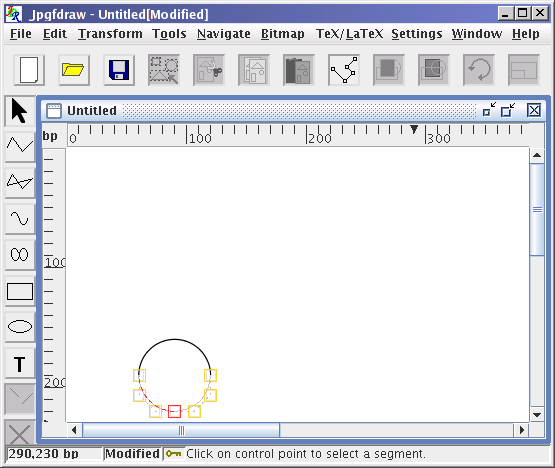 Jpgfdraw - Untitled[Modified]
File Edit Transform Tools Navigate Bitmap TeX/LaTeX Settings Window Help
Untitled
bp 0 100 200 300
100
200
T
290,230 bp Modified Click on control point to select a segment.